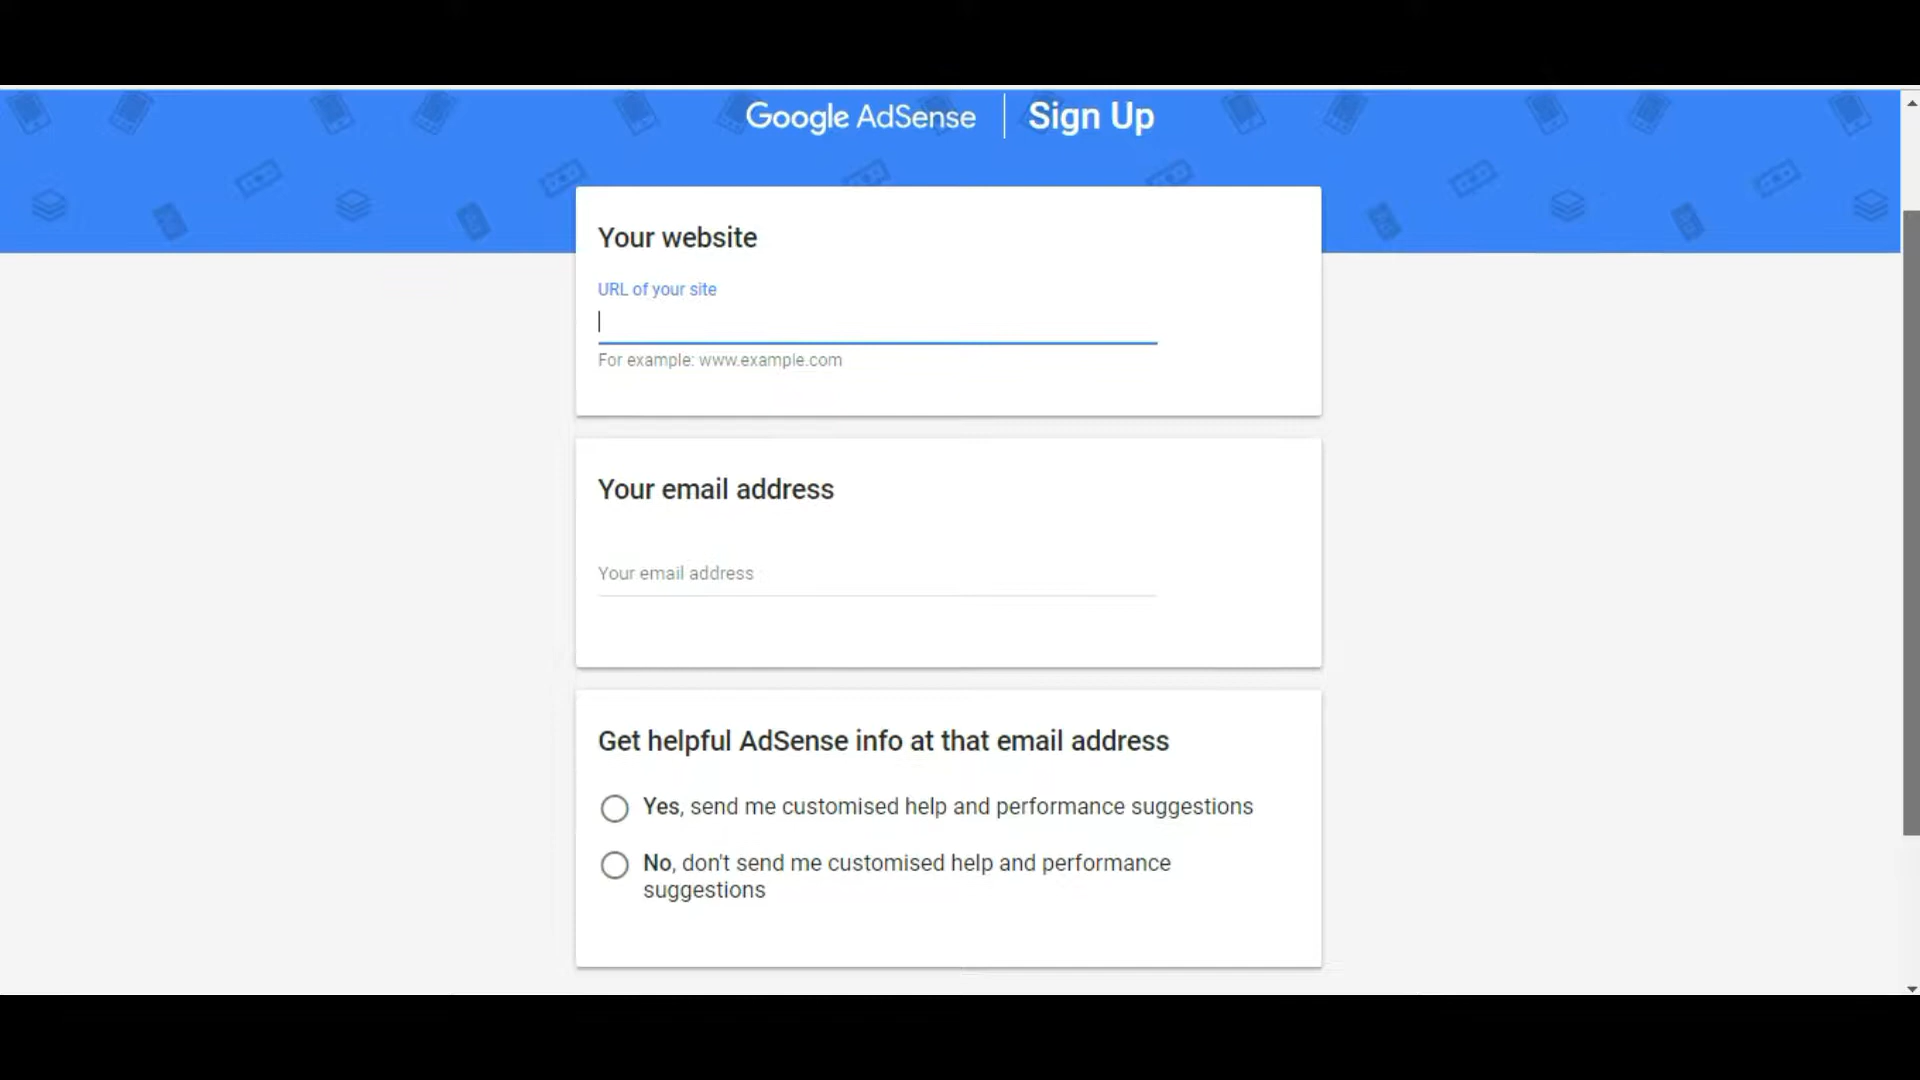 Google AdSense | Sign Up
Your website
URL of your site
For example: www.example.com
Your email address
Your email address
Get helpful AdSense info at that email address
Yes, send me customised help and performance suggestions
No, don't send me customised help and performance
suggestions